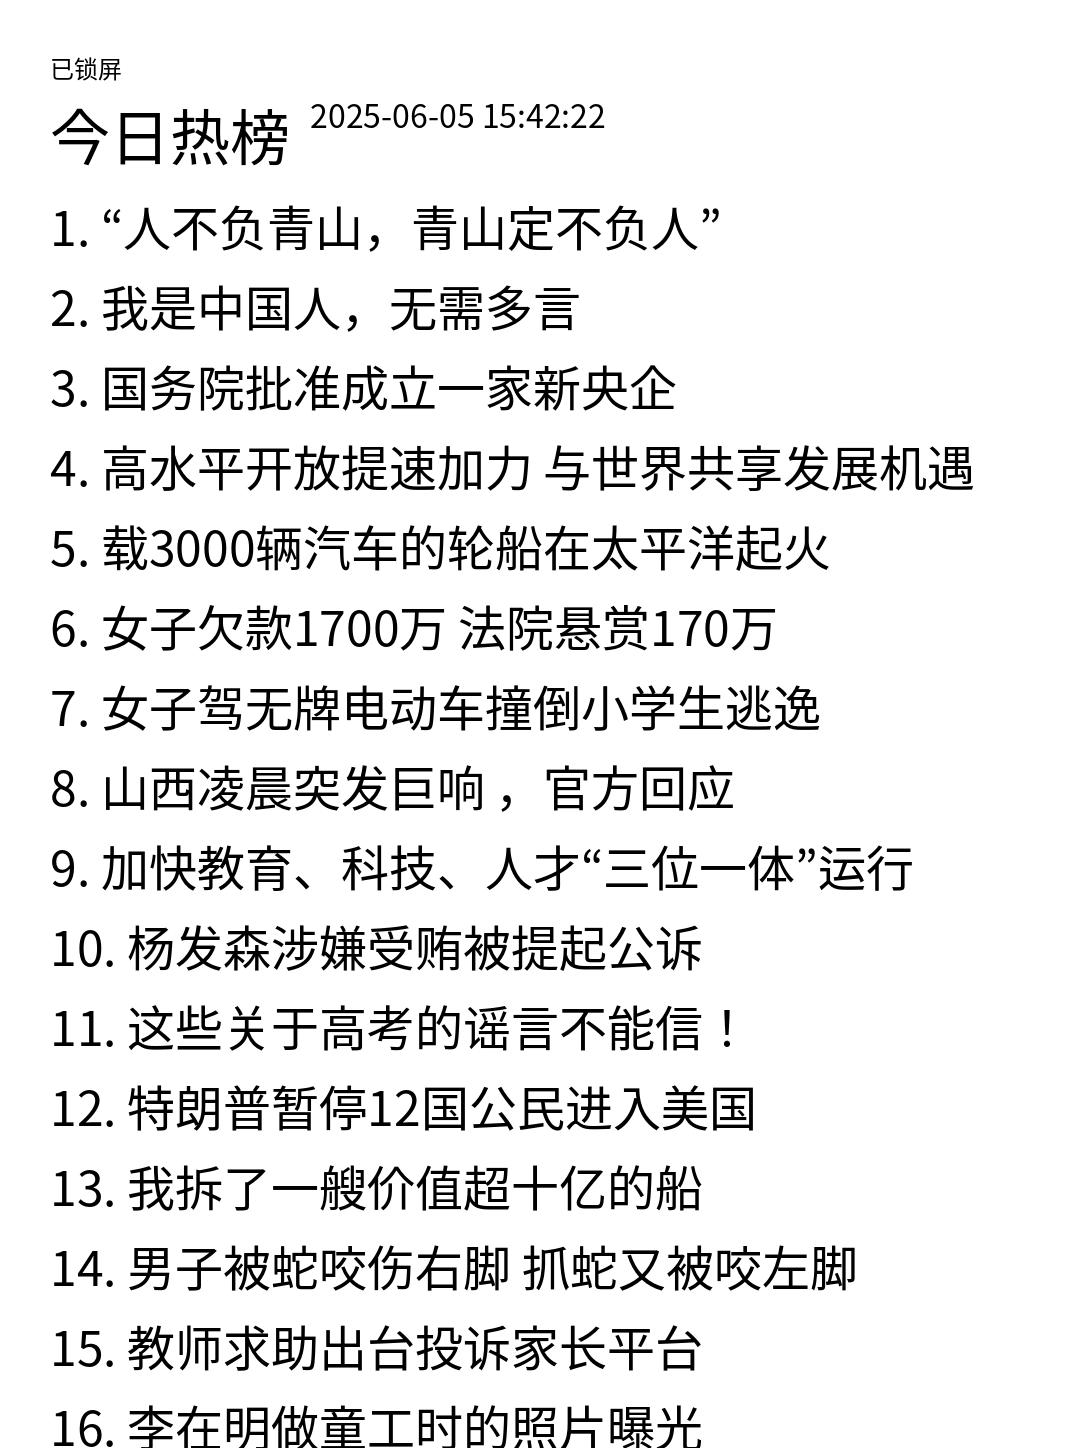 已锁屏
今日热榜 2025-06-05 15:42:22
1. “人不负青山，青山定不负人”
2. 我是中国人，无需多言
3. 国务院批准成立一家新央企
4. 高水平开放提速加力 与世界共享发展机遇
5. 载3000辆汽车的轮船在太平洋起火
6. 女子欠款1700万 法院悬赏170万
7. 女子驾无牌电动车撞倒小学生逃逸
8. 山西凌晨突发巨响 ，官方回应
9. 加快教育、科技、人才“三位一体”运行
10. 杨发森涉嫌受贿被提起公诉
11. 这些关于高考的谣言不能信！
12. 特朗普暂停12国公民进入美国
13. 我拆了一艘价值超十亿的船
14. 男子被蛇咬伤右脚 抓蛇又被咬左脚
15. 教师求助出台投诉家长平台
16. 李在明做童工时的照片曝光